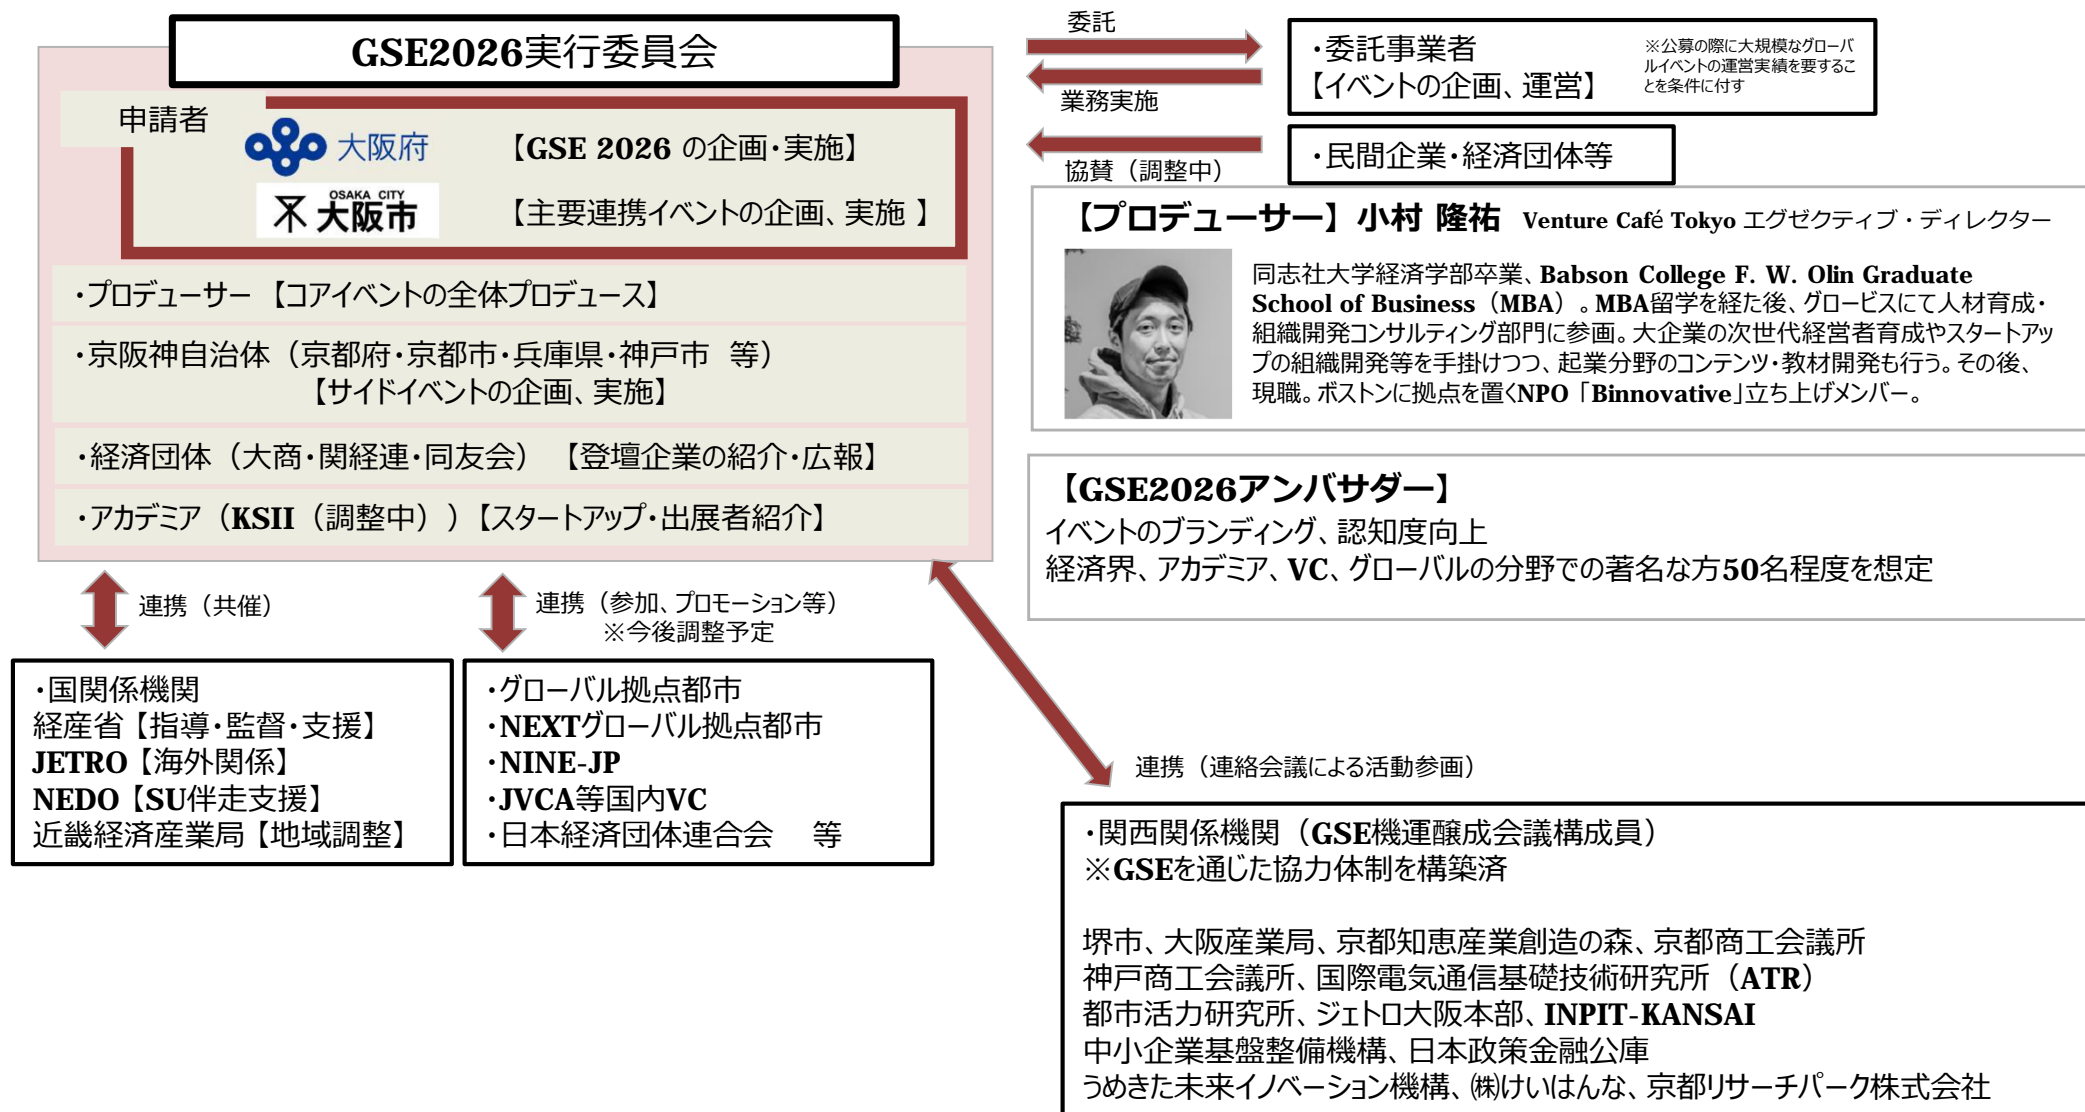 GSE2026実行委員会
申請者
大阪府 【GSE 2026 の企画・実施】
OSAKA CITY
大阪市 【主要連携イベントの企画、実施 】
・プロデューサー 【コアイベントの全体プロデュース】
・京阪神自治体（京都府・京都市・兵庫県・神戸市 等）
【サイドイベントの企画、実施】
・経済団体（大商・関経連・同友会） 【登壇企業の紹介・広報】
・アカデミア（KSII（調整中））【スタートアップ・出展者紹介】
委託
業務実施
・委託事業者
【イベントの企画、運営】
※公募の際に大規模なグローバ
ルイベントの運営実績を要するこ
とを条件に付す
協賛（調整中）
・民間企業・経済団体等
【プロデューサー】小村 隆祐 Venture Café Tokyo エグゼクティブ・ディレクター
同志社大学経済学部卒業、Babson College F. W. Olin Graduate
School of Business（MBA）。MBA留学を経た後、グロービスにて人材育成・
組織開発コンサルティング部門に参画。大企業の次世代経営者育成やスタートアッ
プの組織開発等を手掛けつつ、起業分野のコンテンツ・教材開発も行う。その後、
現職。ボストンに拠点を置くNPO「Binnovative」立ち上げメンバー。
【GSE2026アンバサダー】
イベントのブランディング、認知度向上
経済界、アカデミア、VC、グローバルの分野での著名な方50名程度を想定
連携（共催）
連携（参加、プロモーション等）
※今後調整予定
・国関係機関
経産省【指導・監督・支援】
JETRO【海外関係】
NEDO【SU伴走支援】
近畿経済産業局【地域調整】
・グローバル拠点都市
・NEXTグローバル拠点都市
・NINE-JP
・JVCA等国内VC
・日本経済団体連合会 等
連携（連絡会議による活動参画）
・関西関係機関（GSE機運醸成会議構成員）
※GSEを通じた協力体制を構築済
堺市、大阪産業局、京都知恵産業創造の森、京都商工会議所
神戸商工会議所、国際電気通信基礎技術研究所（ATR）
都市活力研究所、ジェトロ大阪本部、INPIT-KANSAI
中小企業基盤整備機構、日本政策金融公庫
うめきた未来イノベーション機構、㈱けいはんな、京都リサーチパーク株式会社